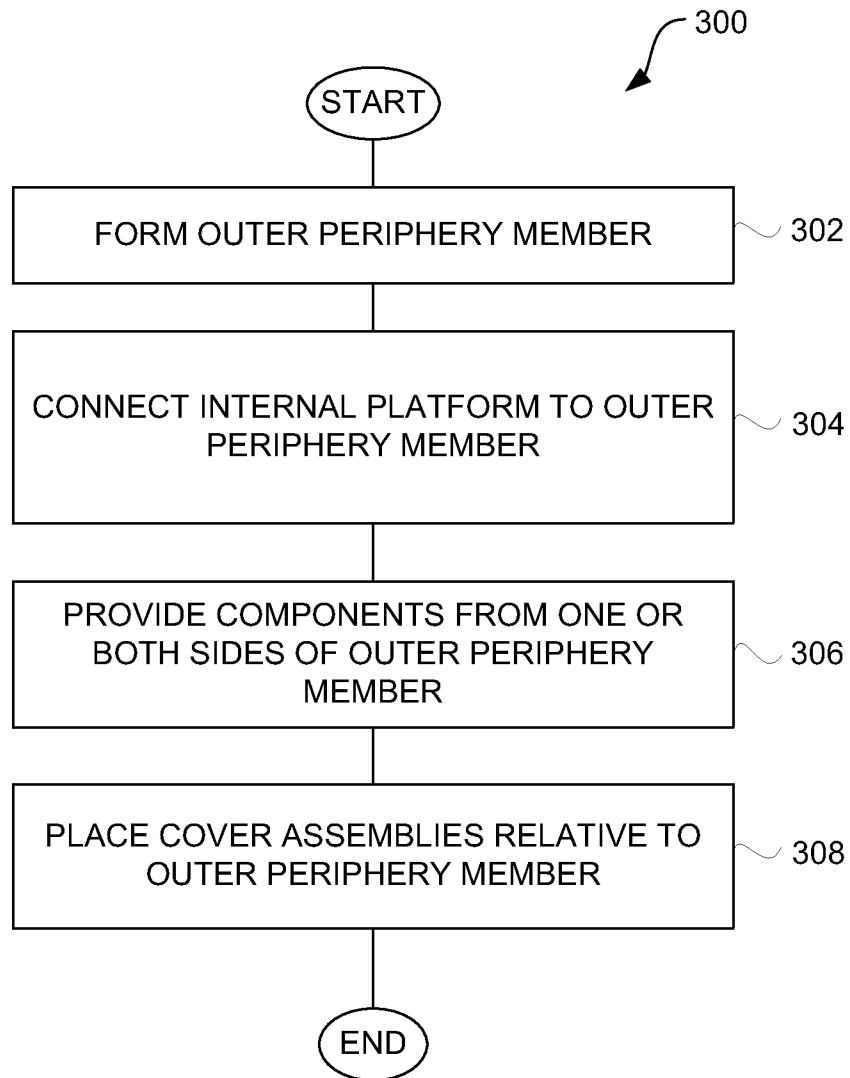 300
START
FORM OUTER PERIPHERY MEMBER
302
CONNECT INTERNAL PLATFORM TO OUTER
PERIPHERY MEMBER
304
PROVIDE COMPONENTS FROM ONE OR
BOTH SIDES OF OUTER PERIPHERY
MEMBER
306
PLACE COVER ASSEMBLIES RELATIVE TO
OUTER PERIPHERY MEMBER
308
END